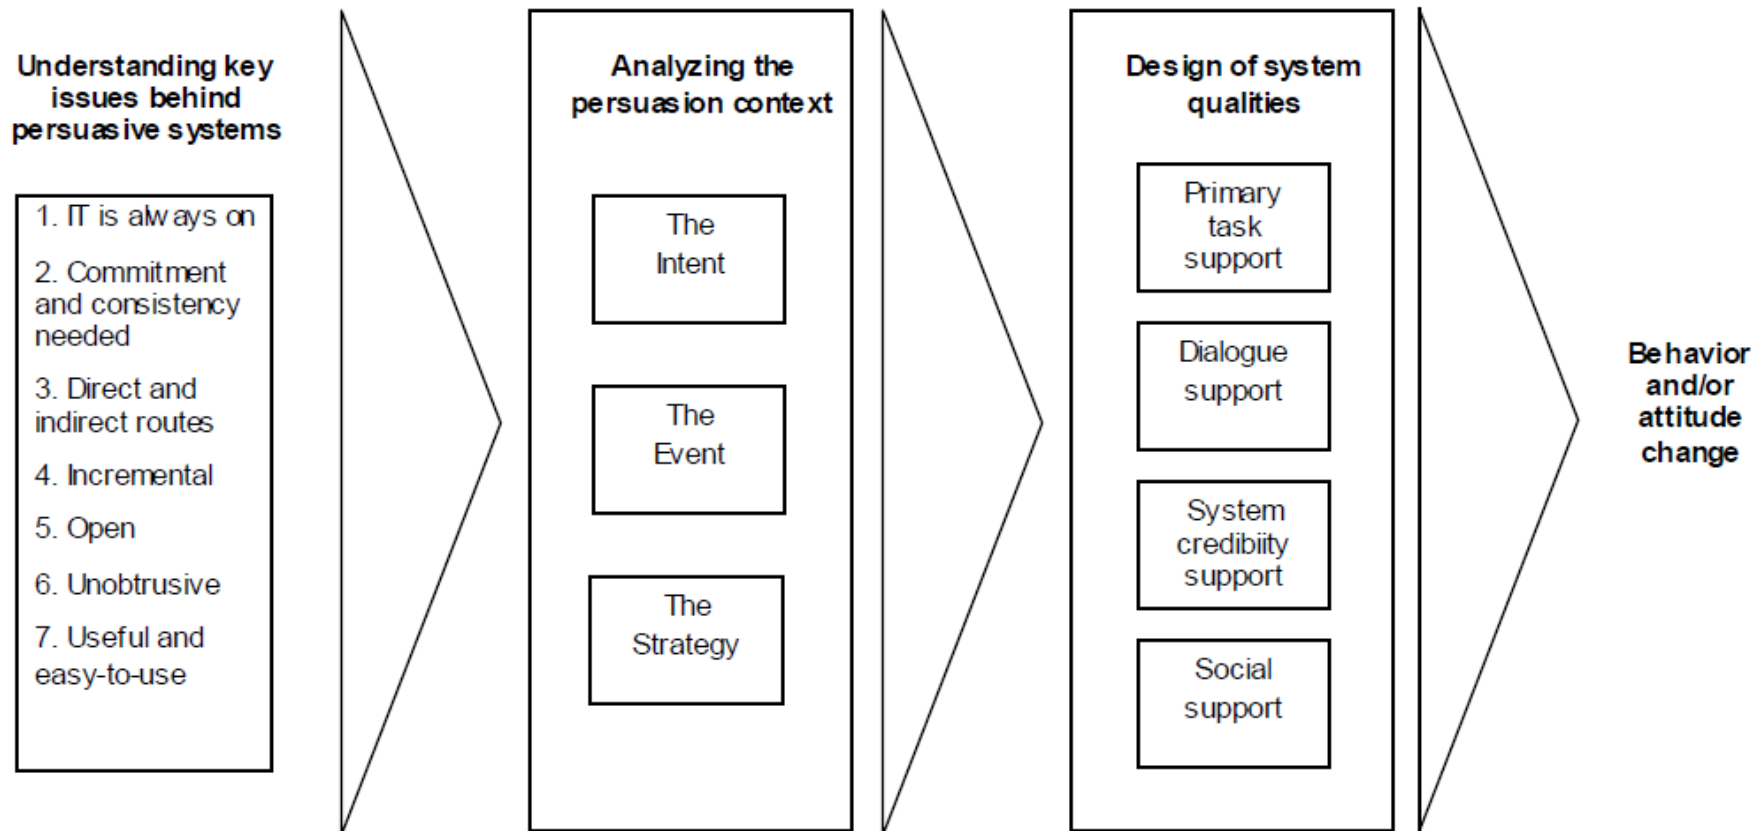 Understanding key
issues behind
persuasive systems
1. IT is always on
2. Commitment
and consistency
needed
3. Direct and
indirect routes
4. Incremental
5. Open
6. Unobtrusive
7. Useful and
easy-to-use
Analyzing the
persuasion context
The
Intent
The
Event
The
Strategy
Design of system
qualities
Primary
task
support
Dialogue
support
System
credibiity
support
Social
support
Behavior
and/or
attitude
change